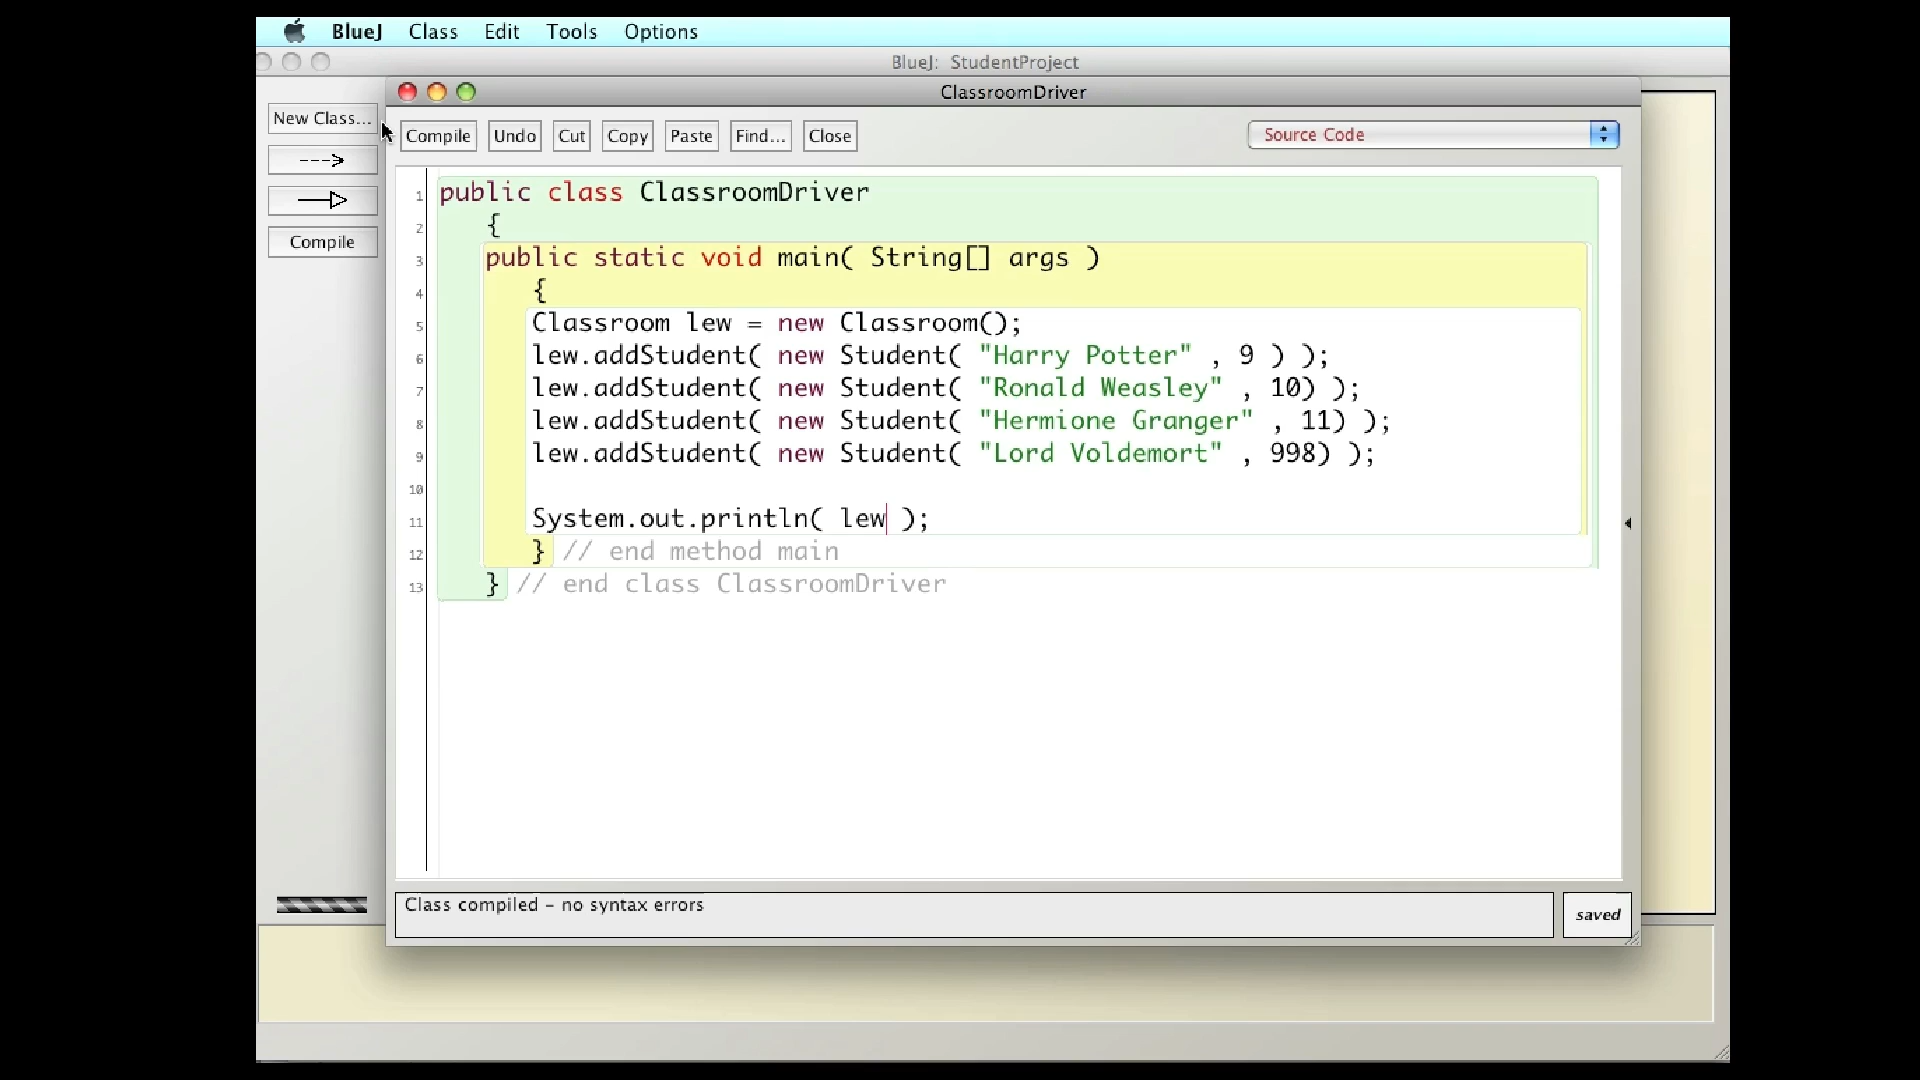 BlueJ Class Edit Tools Options
BlueJ: StudentProject
ClassroomDriver
New Class...
Compile
Compile Undo Cut Copy Paste Find... Close
Source Code
1 public class ClassroomDriver
2 {
3 public static void main( String[] args )
4 {
5 Classroom lew = new Classroom();
6 lew.addStudent( new Student( "Harry Potter" , 9 ) );
7 lew.addStudent( new Student( "Ronald Weasley" , 10) );
8 lew.addStudent( new Student( "Hermione Granger" , 11) );
9 lew.addStudent( new Student( "Lord Voldemort" , 998) );
10
11 System.out.println( lew );
12 } // end method main
13 } // end class ClassroomDriver
Class compiled - no syntax errors
saved